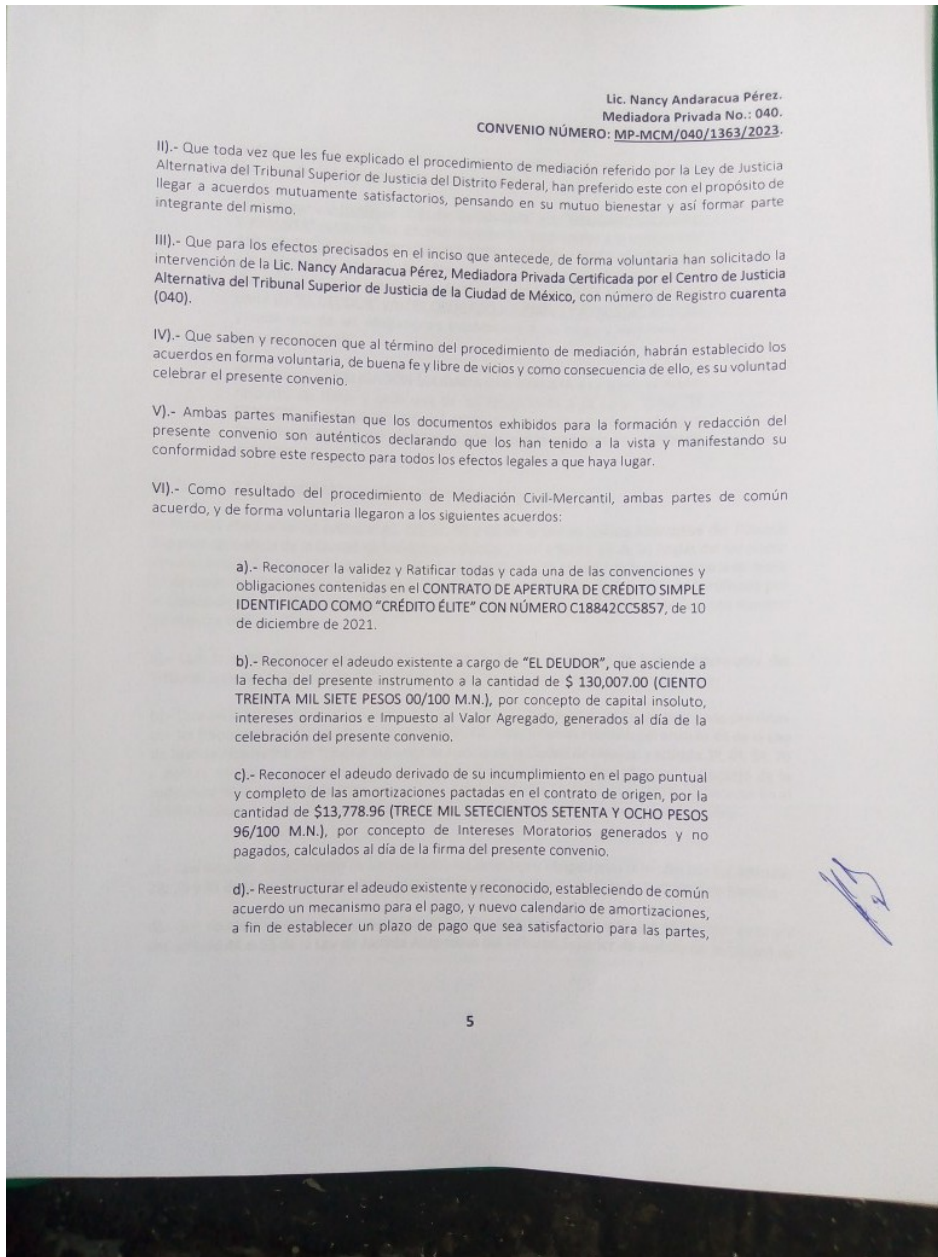 Lic. Nancy Andaracua Pérez.
Mediadora Privada No.: 040.
CONVENIO NÚMERO: MP-MCM/040/1363/2023.
II).- Que toda vez que les fue explicado el procedimiento de mediación referido por la Ley de Justicia
Alternativa del Tribunal Superior de Justicia del Distrito Federal, han preferido este con el propósito de
llegar a acuerdos mutuamente satisfactorios, pensando en su mutuo bienestar y así formar parte
integrante del mismo.
III).- Que para los efectos precisados en el inciso que antecede, de forma voluntaria han solicitado la
intervención de la Lic. Nancy Andaracua Pérez, Mediadora Privada Certificada por el Centro de Justicia
Alternativa del Tribunal Superior de Justicia de la Ciudad de México, con número de Registro cuarenta
(040).
IV).- Que saben y reconocen que al término del procedimiento de mediación, habrán establecido los
acuerdos en forma voluntaria, de buena fe y libre de vicios y como consecuencia de ello, es su voluntad
celebrar el presente convenio.
V).- Ambas partes manifiestan que los documentos exhibidos para la formación y redacción del
presente convenio son auténticos declarando que los han tenido a la vista y manifestando su
conformidad sobre este respecto para todos los efectos legales a que haya lugar.
VI).- Como resultado del procedimiento de Mediación Civil-Mercantil, ambas partes de común
acuerdo, y de forma voluntaria llegaron a los siguientes acuerdos:
a).- Reconocer la validez y Ratificar todas y cada una de las convenciones y
obligaciones contenidas en el CONTRATO DE APERTURA DE CRÉDITO SIMPLE
IDENTIFICADO COMO “CRÉDITO ÉLITE” CON NÚMERO C18842CC5857, de 10
de diciembre de 2021.
b).- Reconocer el adeudo existente a cargo de “EL DEUDOR”, que asciende a
la fecha del presente instrumento a la cantidad de $ 130,007.00 (CIENTO
TREINTA MIL SIETE PESOS 00/100 M.N.), por concepto de capital insoluto,
intereses ordinarios e Impuesto al Valor Agregado, generados al día de la
celebración del presente convenio.
c).- Reconocer el adeudo derivado de su incumplimiento en el pago puntual
y completo de las amortizaciones pactadas en el contrato de origen, por la
cantidad de $13,778.96 (TRECE MIL SETECIENTOS SETENTA Y OCHO PESOS
96/100 M.N.), por concepto de Intereses Moratorios generados y no
pagados, calculados al día de la firma del presente convenio.
d).- Reestructurar el adeudo existente y reconocido, estableciendo de común
acuerdo un mecanismo para el pago, y nuevo calendario de amortizaciones,
a fin de establecer un plazo de pago que sea satisfactorio para las partes,
5